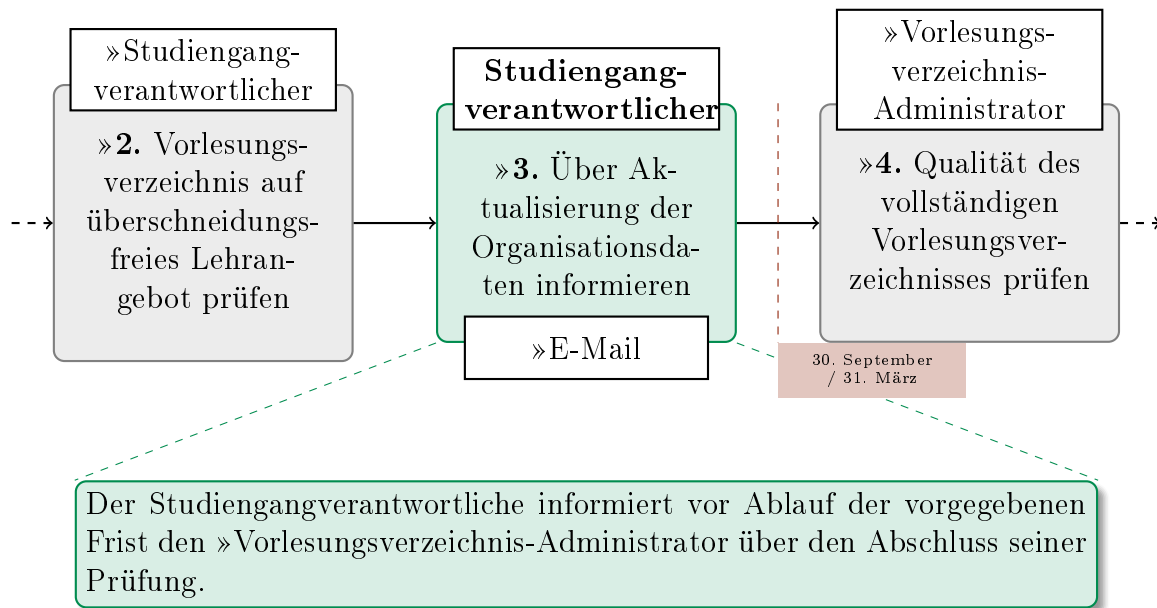 »Studiengang-
verantwortlicher
»2. Vorlesungs-
verzeichnis auf
überschneidungs-
freies Lehran-
gebot prüfen
Studiengang-
verantwortlicher
»3. Über Ak-
tualisierung der
Organisationsda-
ten informieren
»E-Mail
»Vorlesungs-
verzeichnis-
Administrator
»4. Qualität des
vollständigen
Vorlesungsver-
zeichnisses prüfen
30. September
/ 31. März
Der Studiengangverantwortliche informiert vor Ablauf der vorgegebenen
Frist den »Vorlesungsverzeichnis-Administrator über den Abschluss seiner
Prüfung.